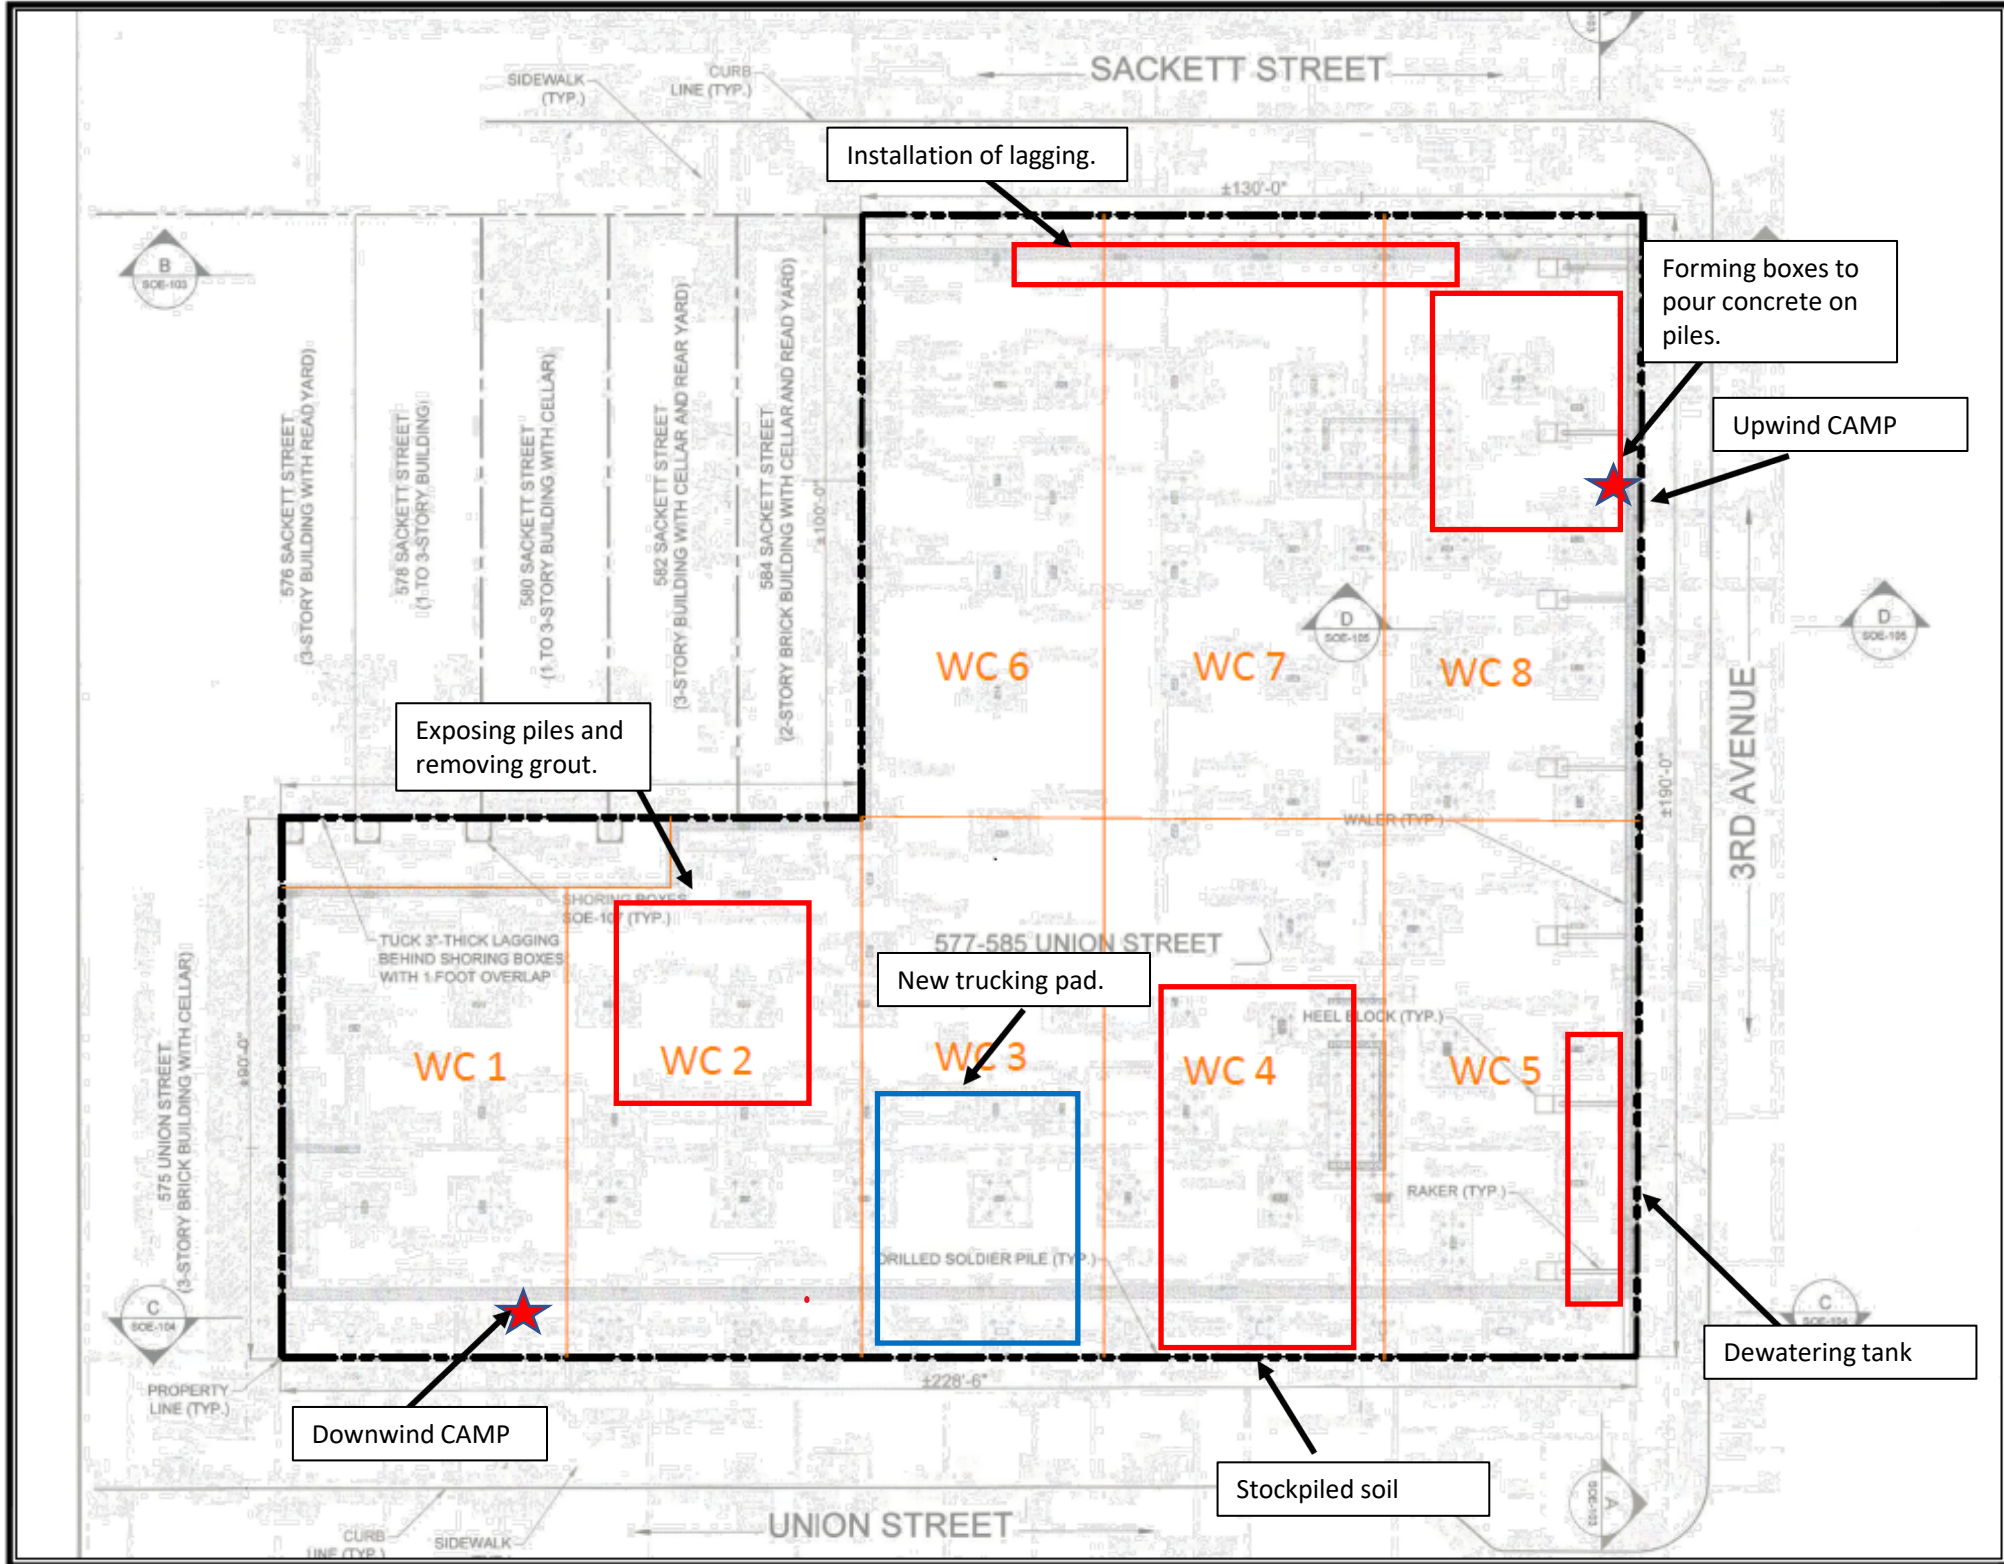 SACKETT STREET
SIDEWALK
(TYP.)
CURB
LINE (TYP.)
Installation of lagging.
±130'-0"
B
SOE-103
Forming boxes to
pour concrete on
piles.
Upwind CAMP
576 SACKETT STREET
(3-STORY BUILDING WITH READ YARD)
578 SACKETT STREET
(1 TO 3-STORY BUILDING)
580 SACKETT STREET
(1 TO 3-STORY BUILDING WITH CELLAR)
582 SACKETT STREET
(3-STORY BUILDING WITH CELLAR AND REAR YARD)
584 SACKETT STREET
(2-STORY BRICK BUILDING WITH CELLAR AND READ YARD)
±100'-0"
D
SOE-105
D
SOE-105
WC 6
WC 7
WC 8
3RD AVENUE
±190'-0"
Exposing piles and
removing grout.
WALER (TYP.)
SHORING BOXES
SOE-107 (TYP.)
TUCK 3"-THICK LAGGING
BEHIND SHORING BOXES
WITH 1 FOOT OVERLAP
577-585 UNION STREET
New trucking pad.
HEEL BLOCK (TYP.)
WC 1
WC 2
WC 3
WC 4
WC 5
575 UNION STREET
(3-STORY BRICK BUILDING WITH CELLAR)
±80'-0"
RAKER (TYP.)
DRILLED SOLDIER PILE (TYP.)
C
SOE-104
C
SOE-104
Dewatering tank
PROPERTY
LINE (TYP.)
±228'-6"
Downwind CAMP
Stockpiled soil
A
SOE-103
UNION STREET
CURB
LINE (TYP.)
SIDEWALK